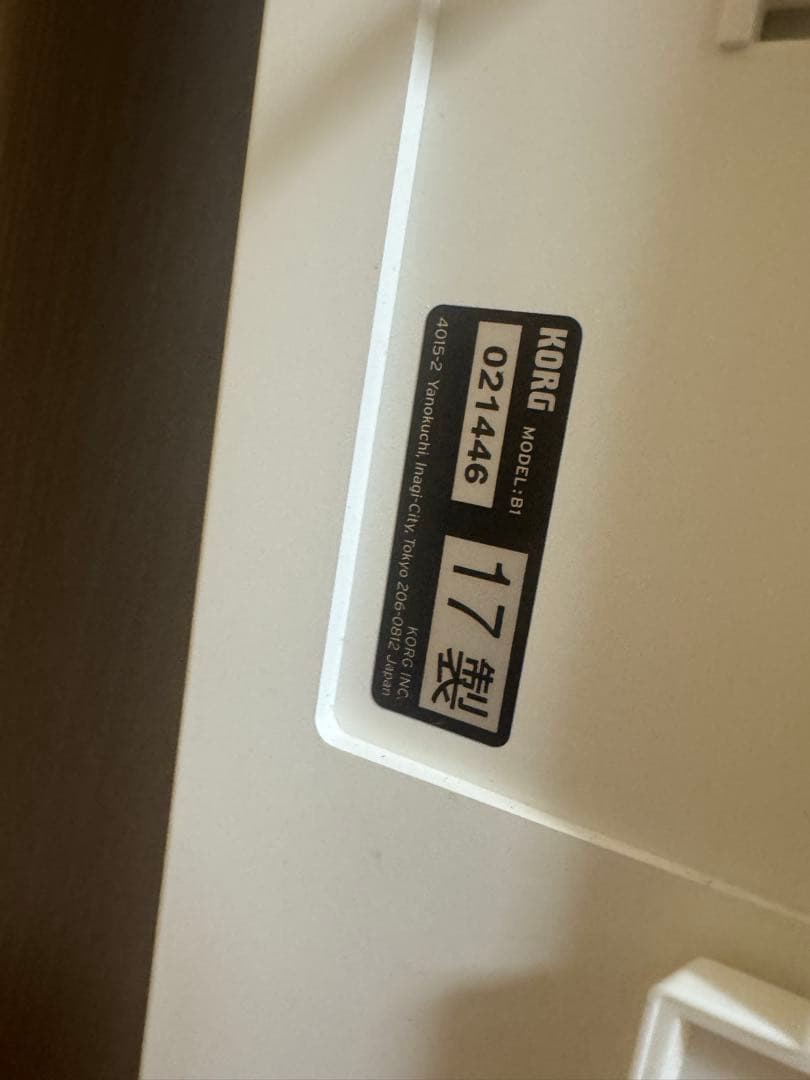 KORG MODEL:B1
021446
17製
KORG INC.
4015-2 Yanokuchi, Inagi-City, Tokyo 206-0812 Japan